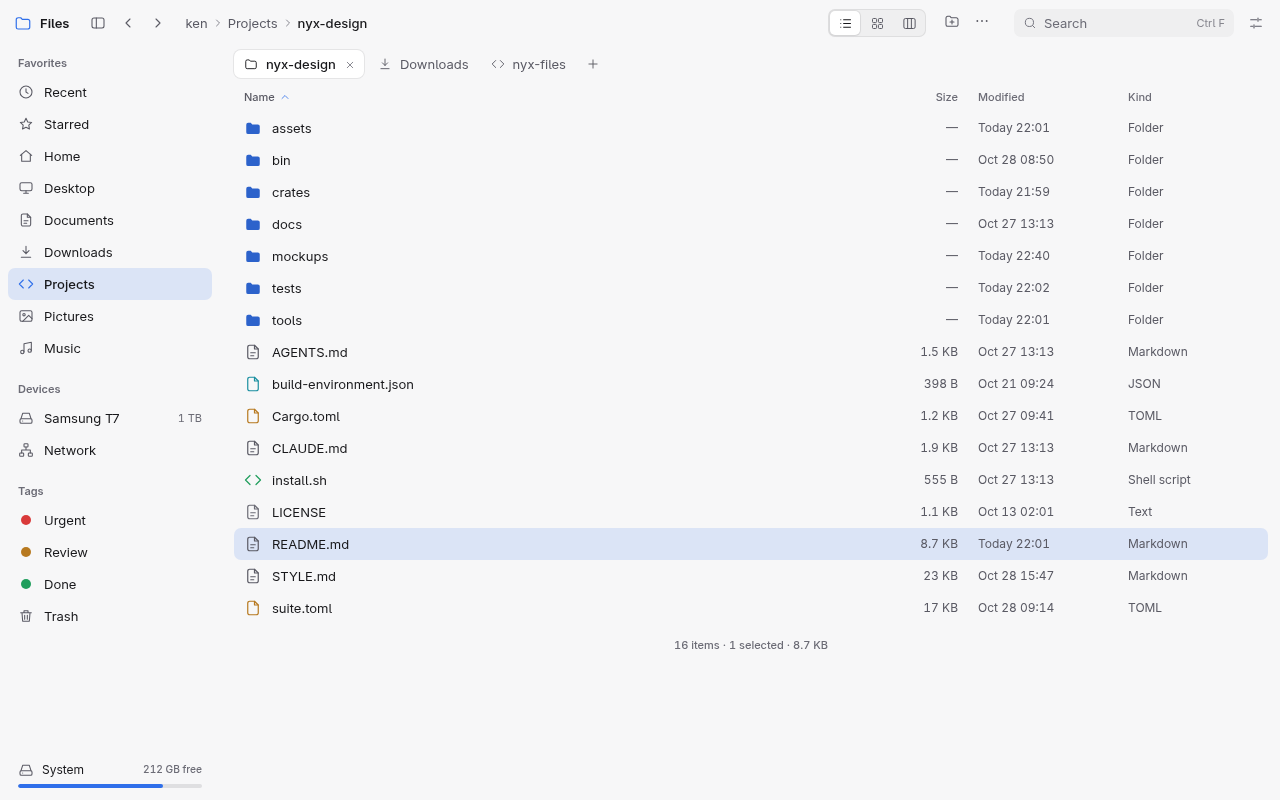 Files
ken Projects nyx-design
Search Ctrl F
Favorites
Recent
Starred
Home
Desktop
Documents
Downloads
Projects
Pictures
Music
Devices
Samsung T7 1 TB
Network
Tags
Urgent
Review
Done
Trash
System 212 GB free
nyx-design Downloads nyx-files
Name Size Modified Kind
assets — Today 22:01 Folder
bin — Oct 28 08:50 Folder
crates — Today 21:59 Folder
docs — Oct 27 13:13 Folder
mockups — Today 22:40 Folder
tests — Today 22:02 Folder
tools — Today 22:01 Folder
AGENTS.md 1.5 KB Oct 27 13:13 Markdown
build-environment.json 398 B Oct 21 09:24 JSON
Cargo.toml 1.2 KB Oct 27 09:41 TOML
CLAUDE.md 1.9 KB Oct 27 13:13 Markdown
install.sh 555 B Oct 27 13:13 Shell script
LICENSE 1.1 KB Oct 13 02:01 Text
README.md 8.7 KB Today 22:01 Markdown
STYLE.md 23 KB Oct 28 15:47 Markdown
suite.toml 17 KB Oct 28 09:14 TOML
16 items · 1 selected · 8.7 KB